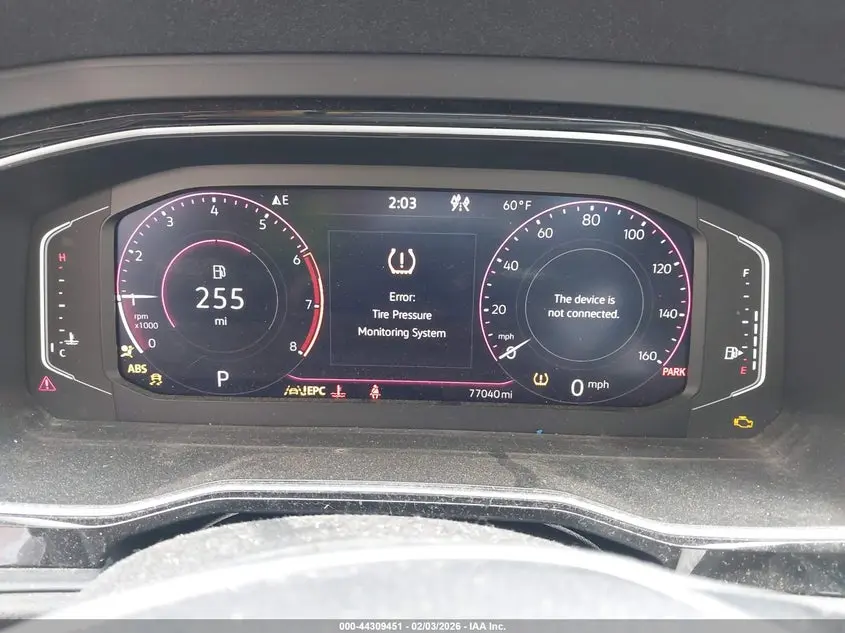 E
2:03
60°F
H
C
0
1
2
3
4
5
6
7
8
rpm
x1000
255
mi
ABS
P
Error:
Tire Pressure
Monitoring System
EPC
77040 mi
0
20
40
60
80
100
120
140
160
mph
The device is
not connected.
0 mph
PARK
F
E
000-44309451 - 02/03/2026 - IAA Inc.